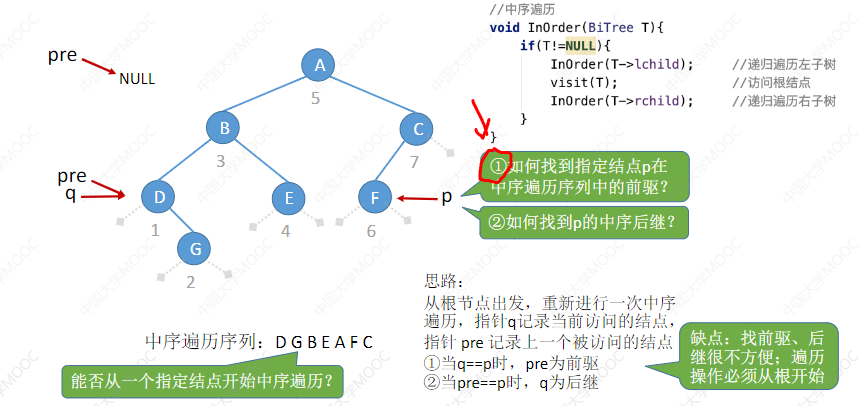 pre
NULL
A
5
B
3
C
7
pre
q
D
1
E
4
F
6
p
G
2
//中序遍历
void InOrder(BiTree T){
if(T!=NULL){
InOrder(T->lchild); //递归遍历左子树
visit(T); //访问根结点
InOrder(T->rchild); //递归遍历右子树
}
}
①如何找到指定结点p在
中序遍历序列中的前驱?
②如何找到p的中序后继?
思路:
从根节点出发,重新进行一次中序
遍历,指针q记录当前访问的结点,
指针 pre 记录上一个被访问的结点
①当q==p时,pre为前驱
②当pre==p时,q为后继
缺点:找前驱、后
继很不方便;遍历
操作必须从根开始
中序遍历序列:D G B E A F C
能否从一个指定结点开始中序遍历?
中国大学MOOC